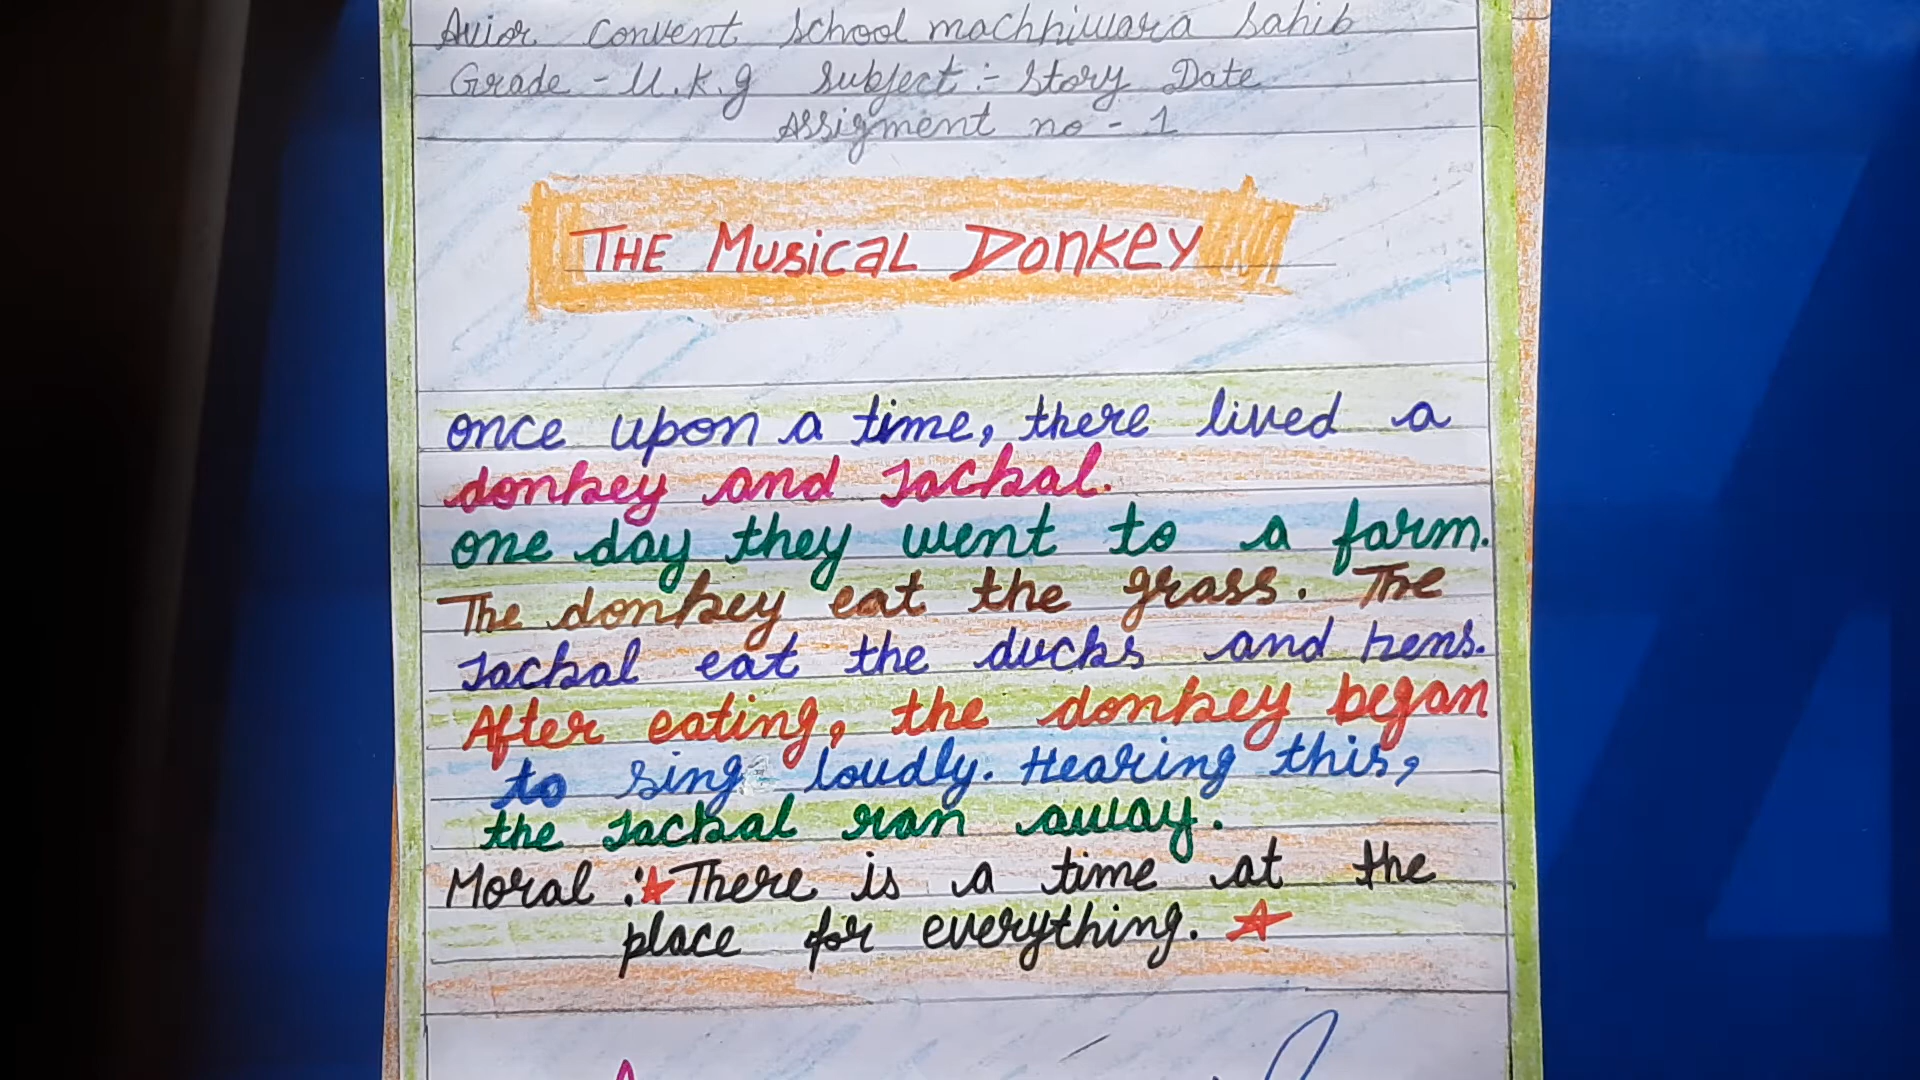 Avior Convent School machhiwara Sahib
Grade - U.K.g Subject :- Story Date
Assigment no - 1
THE MUSICAL DONKEY
once upon a time, there lived a
donkey and Jackal.
one day they went to a farm.
The donkey eat the grass. The
Jackal eat the ducks and hens.
After eating, the donkey began
to sing loudly. Hearing this,
the Jackal ran away.
Moral : There is a time at the
place for everything.